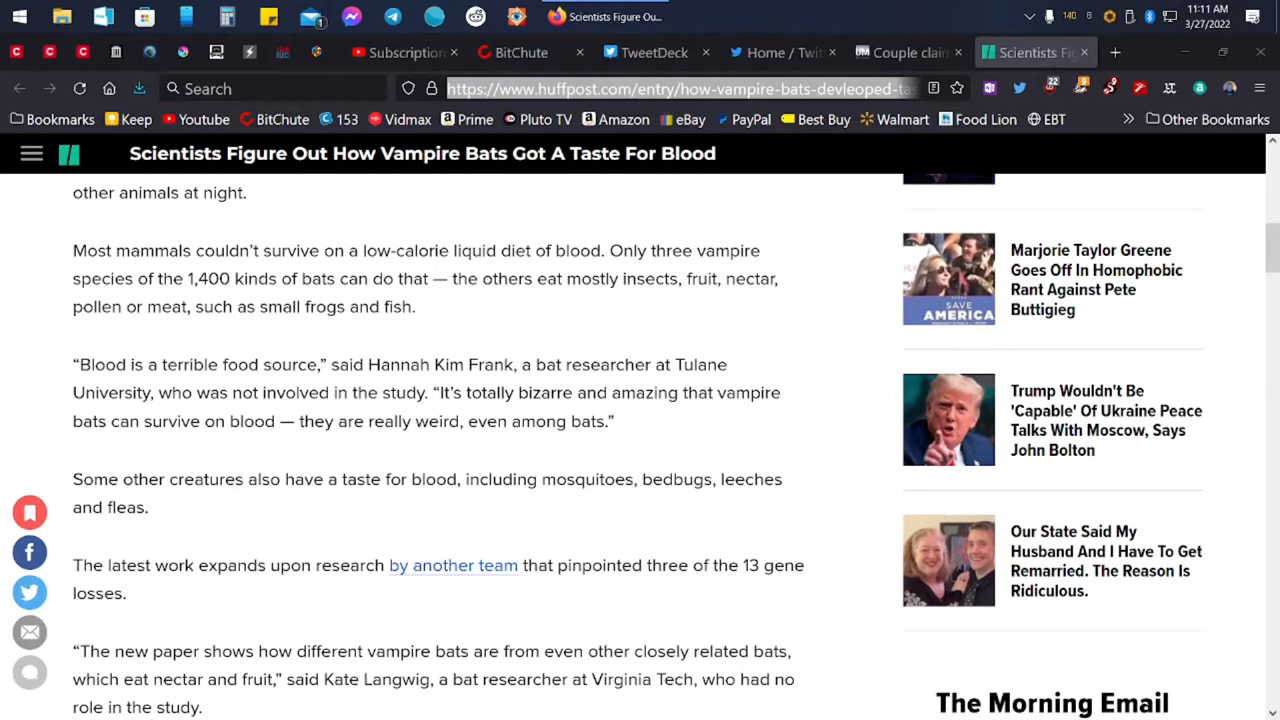 1
Scientists Figure Ou...
140
11:11 AM
3/27/2022
Subscription
BitChute
TweetDeck
Home / Twi
Couple clai
Scientists Fig
Search
https://www.huffpost.com/entry/how-vampire-bats-devleoped-ta
22
9
Bookmarks
Keep
Youtube
BitChute
153
Vidmax
Prime
Pluto TV
Amazon
eBay
PayPal
Best Buy
Walmart
Food Lion
EBT
Other Bookmarks
Scientists Figure Out How Vampire Bats Got A Taste For Blood
other animals at night.
Most mammals couldn’t survive on a low-calorie liquid diet of blood. Only three vampire
species of the 1,400 kinds of bats can do that — the others eat mostly insects, fruit, nectar,
pollen or meat, such as small frogs and fish.
“Blood is a terrible food source,” said Hannah Kim Frank, a bat researcher at Tulane
University, who was not involved in the study. “It’s totally bizarre and amazing that vampire
bats can survive on blood — they are really weird, even among bats.”
Some other creatures also have a taste for blood, including mosquitoes, bedbugs, leeches
and fleas.
The latest work expands upon research by another team that pinpointed three of the 13 gene
losses.
“The new paper shows how different vampire bats are from even other closely related bats,
which eat nectar and fruit,” said Kate Langwig, a bat researcher at Virginia Tech, who had no
role in the study.
SAVE
AMERICA
Marjorie Taylor Greene
Goes Off In Homophobic
Rant Against Pete
Buttigieg
Trump Wouldn't Be
'Capable' Of Ukraine Peace
Talks With Moscow, Says
John Bolton
Our State Said My
Husband And I Have To Get
Remarried. The Reason Is
Ridiculous.
The Morning Email